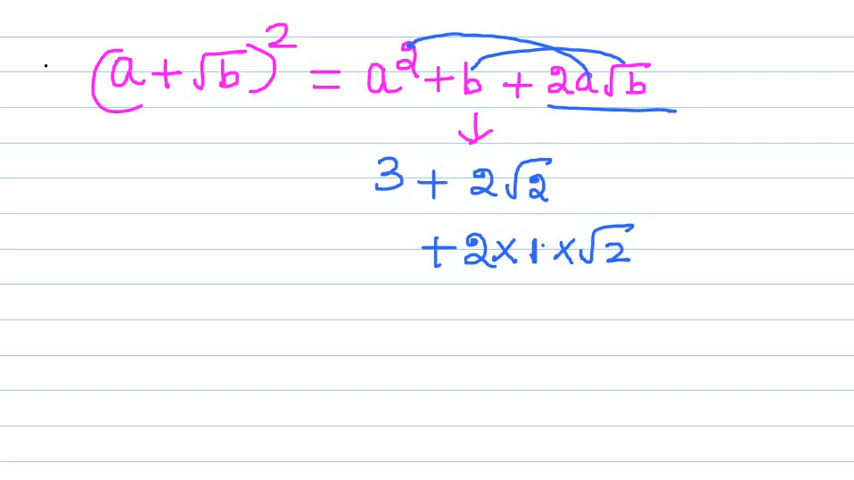 (a+√b)² = a² + b + 2a√b
↓
3 + 2√2
+ 2×1×√2